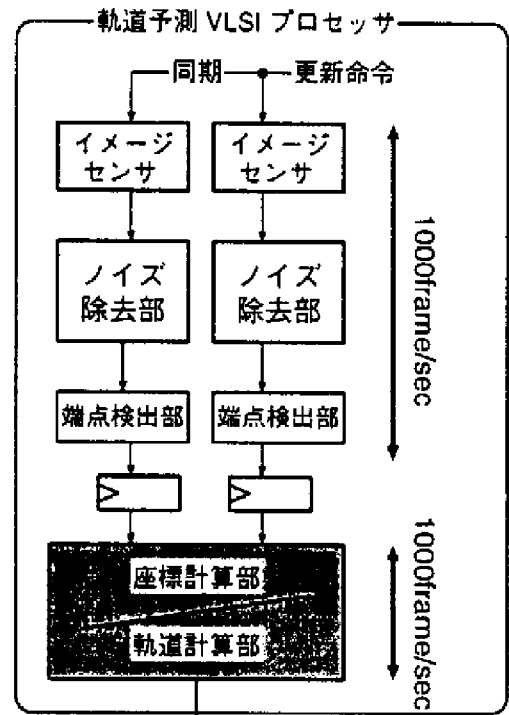 軌道予測 VLSI プロセッサ
同期 更新命令
イメージ
センサ
イメージ
センサ
ノイズ
除去部
ノイズ
除去部
端点検出部
端点検出部
1000frame/sec
座標計算部
軌道計算部
1000frame/sec